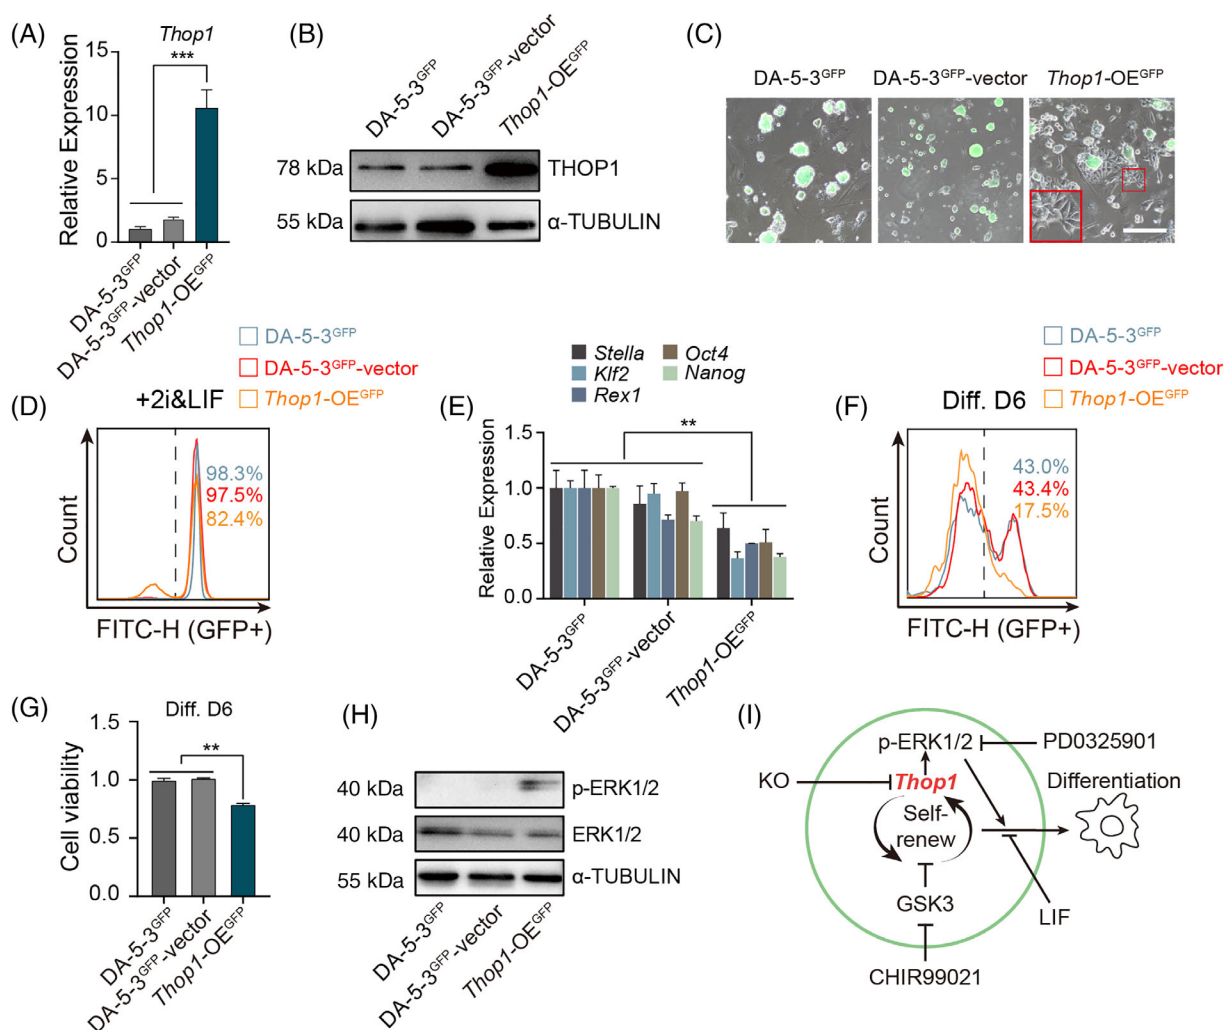 (A)
Thop1
Relative Expression
15
10
5
0
***
DA-5-3GFP
DA-5-3GFP-vector
Thop1-OEGFP
(B)
DA-5-3GFP
DA-5-3GFP-vector
Thop1-OEGFP
78 kDa
THOP1
55 kDa
α-TUBULIN
(C)
DA-5-3GFP
DA-5-3GFP-vector
Thop1-OEGFP
DA-5-3GFP
DA-5-3GFP-vector
Thop1-OEGFP
(D)
+2i&LIF
98.3%
97.5%
82.4%
Count
FITC-H (GFP+)
Stella
Klf2
Rex1
Oct4
Nanog
(E)
Relative Expression
1.5
1.0
0.5
0.0
**
DA-5-3GFP
DA-5-3GFP-vector
Thop1-OEGFP
DA-5-3GFP
DA-5-3GFP-vector
Thop1-OEGFP
(F)
Diff. D6
43.0%
43.4%
17.5%
Count
FITC-H (GFP+)
(G)
Diff. D6
Cell viability
1.5
1.0
0.5
0.0
**
DA-5-3GFP
DA-5-3GFP-vector
Thop1-OEGFP
(H)
40 kDa
p-ERK1/2
40 kDa
ERK1/2
55 kDa
α-TUBULIN
DA-5-3GFP
DA-5-3GFP-vector
Thop1-OEGFP
(I)
p-ERK1/2
PD0325901
KO
Thop1
Differentiation
Self-
renew
GSK3
LIF
CHIR99021